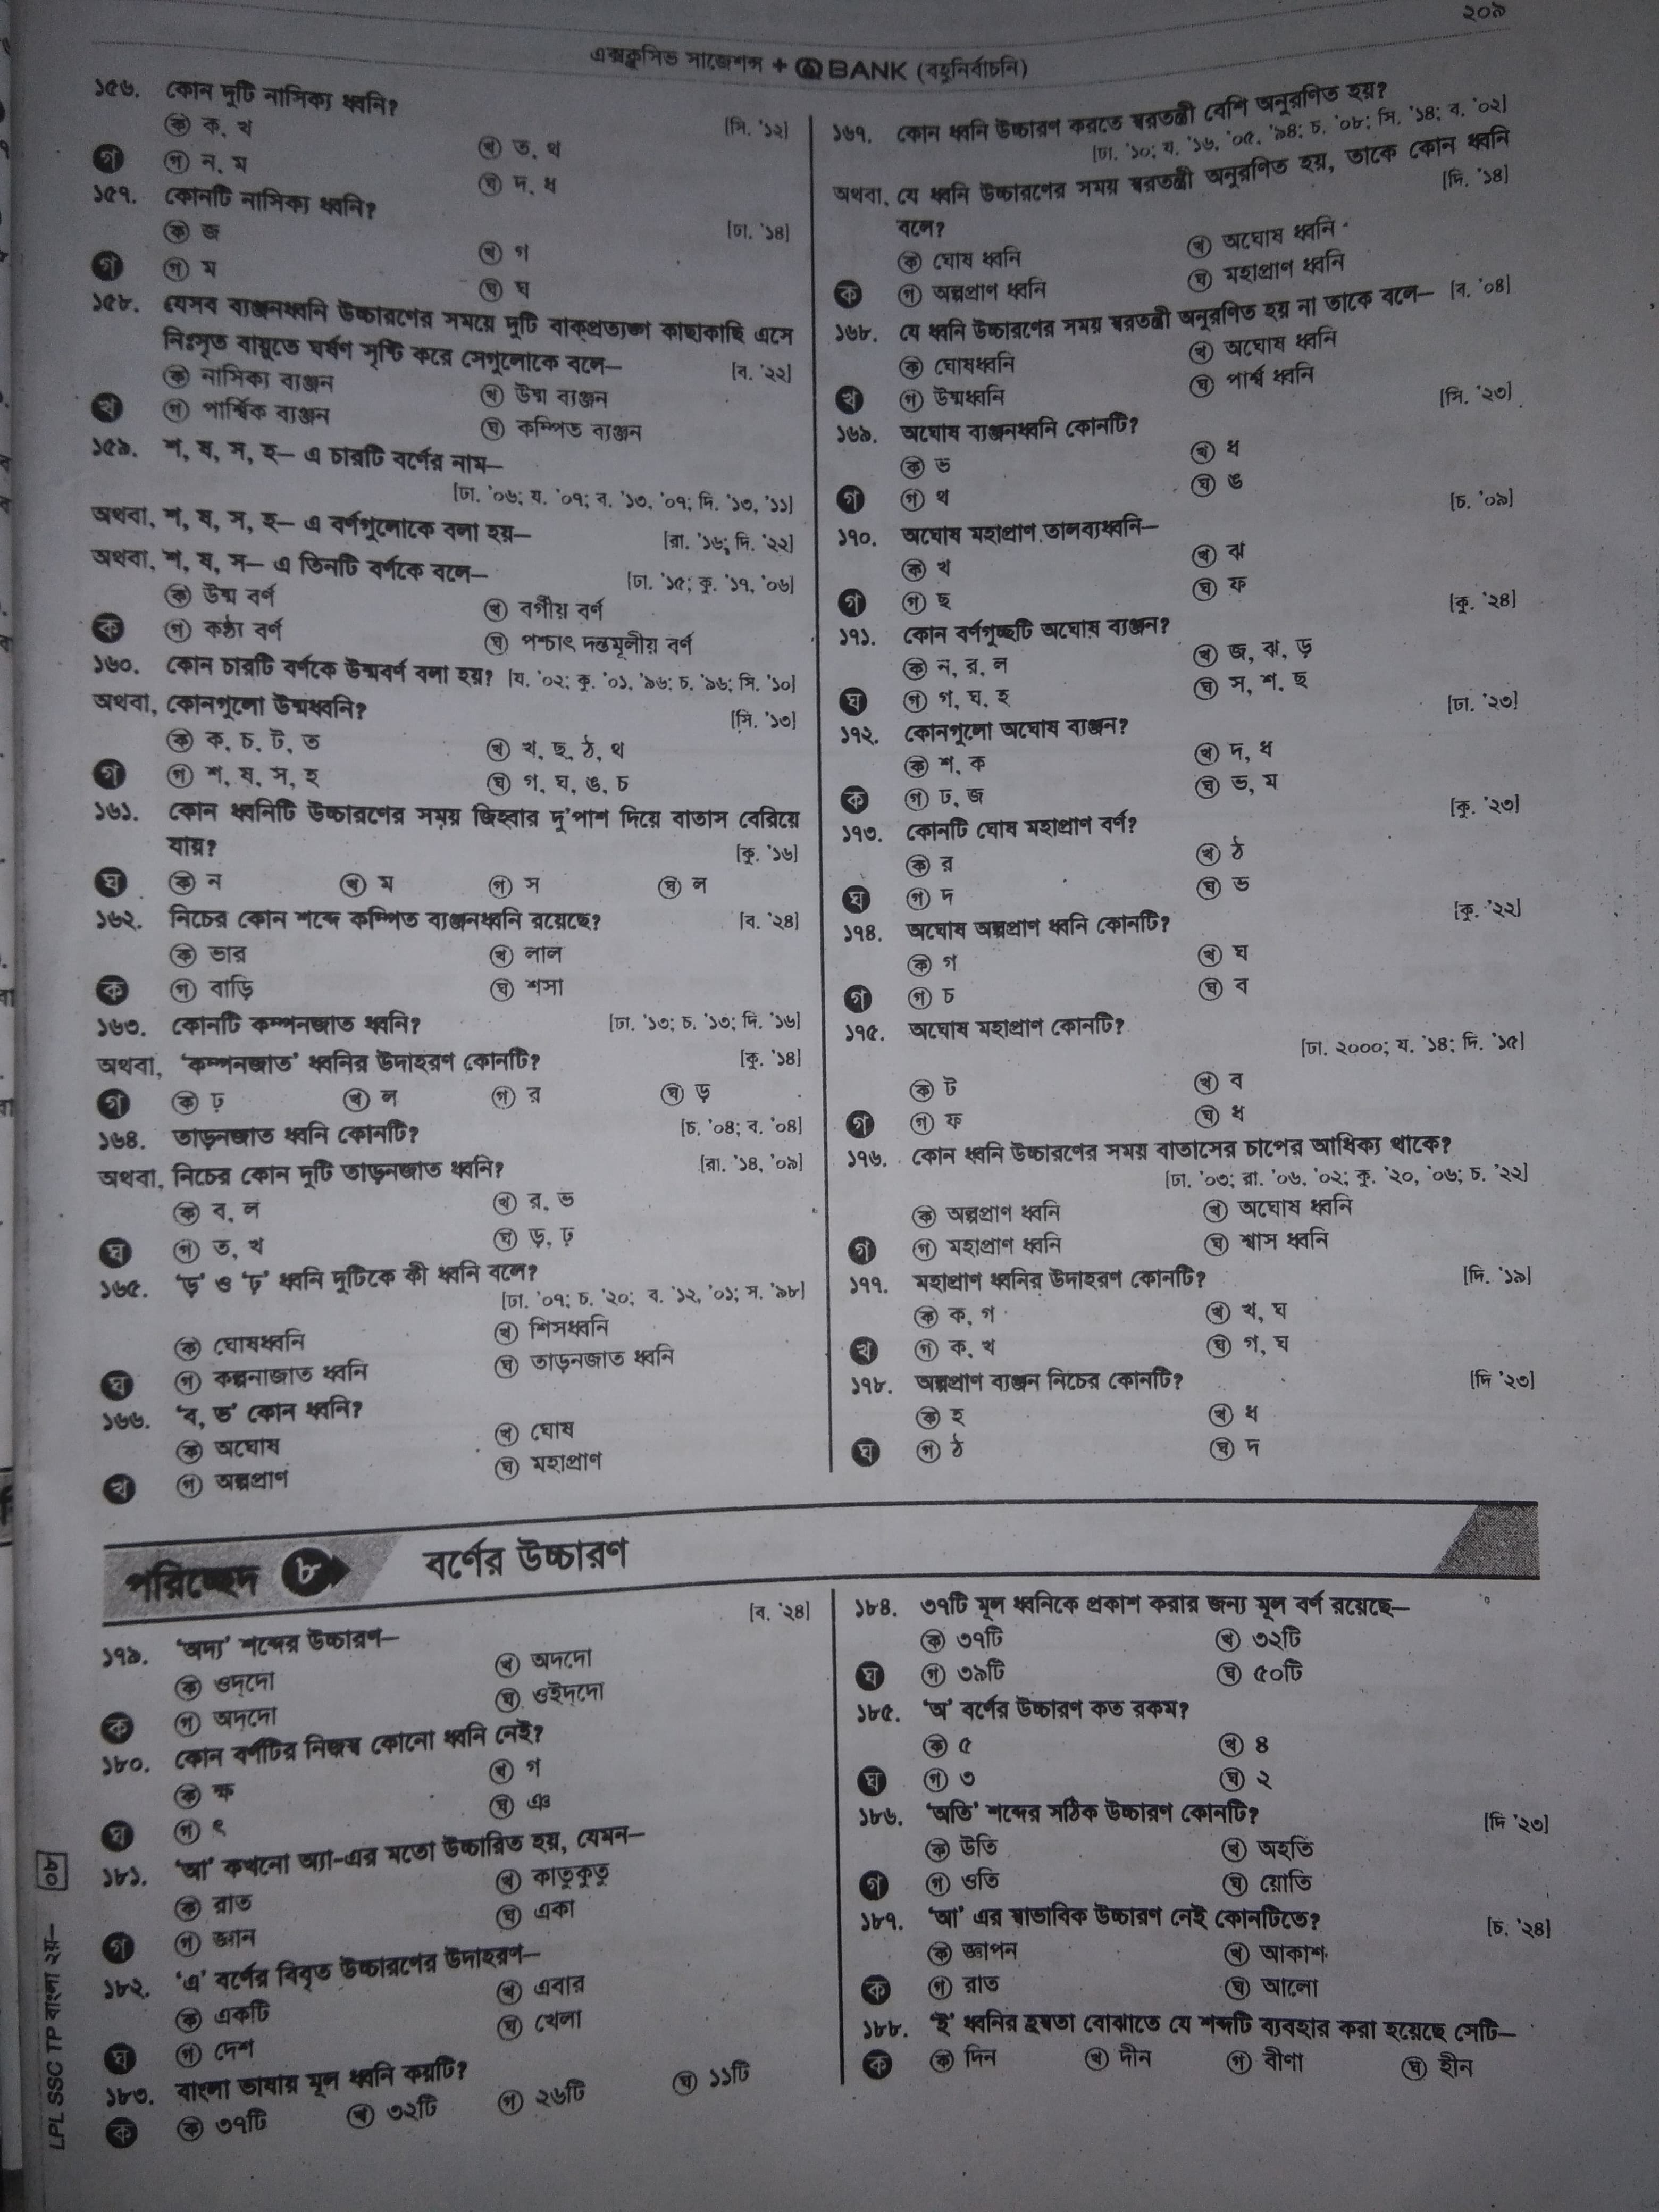 ২০৯
এক্সক্লুসিভ সাজেশন্স + Q BANK (বহুনির্বাচনি)
১৫৬. কোন দুটি নাসিক্য ধ্বনি? [সি. '১২]
ক ক, খ খ ত, থ
গ গ ন, ম ঘ দ, ধ
১৫৭. কোনটি নাসিক্য ধ্বনি? [ঢা. '১৪]
ক জ খ গ
গ গ ম ঘ ঘ
১৫৮. যেসব ব্যঞ্জনধ্বনি উচ্চারণের সময়ে দুটি বাক্‌প্রত্যঙ্গ কাছাকাছি এসে
নিঃসৃত বায়ুতে ঘর্ষণ সৃষ্টি করে সেগুলোকে বলে— [ব. '২২]
ক নাসিক্য ব্যঞ্জন খ উষ্ম ব্যঞ্জন
খ গ পার্শ্বিক ব্যঞ্জন ঘ কম্পিত ব্যঞ্জন
১৫৯. শ, ষ, স, হ— এ চারটি বর্ণের নাম—
[ঢা. '০৬; য. '০৭; ব. '১৩, '০৭; দি. '১৩, '১১]
অথবা, শ, ষ, স, হ— এ বর্ণগুলোকে বলা হয়— [রা. '১৬; দি. '২২]
অথবা, শ, ষ, স— এ তিনটি বর্ণকে বলে— [ঢা. '১৫; কু. '১৭, '০৬]
ক উষ্ম বর্ণ খ বর্গীয় বর্ণ
ক গ কণ্ঠ্য বর্ণ ঘ পশ্চাৎ দন্তমূলীয় বর্ণ
১৬০. কোন চারটি বর্ণকে উষ্মবর্ণ বলা হয়? [য. '০২; কু. '০১, '৯৬; চ. '৯৬; সি. '১০]
অথবা, কোনগুলো উষ্মধ্বনি? [সি. '১৩]
ক ক, চ, ট, ত খ খ, ছ, ঠ, থ
গ গ শ, ষ, স, হ ঘ গ, ঘ, ঙ, চ
১৬১. কোন ধ্বনিটি উচ্চারণের সময় জিহ্বার দু'পাশ দিয়ে বাতাস বেরিয়ে
যায়? [কু. '১৬]
ঘ ক ন খ ম গ স ঘ ল
১৬২. নিচের কোন শব্দে কম্পিত ব্যঞ্জনধ্বনি রয়েছে? [ব. '২৪]
ক ভার খ লাল
ক গ বাড়ি ঘ শসা
১৬৩. কোনটি কম্পনজাত ধ্বনি? [ঢা. '১৩; চ. '১৩; দি. '১৬]
অথবা, 'কম্পনজাত' ধ্বনির উদাহরণ কোনটি? [কু. '১৪]
গ ক ঢ় খ ল গ র ঘ ড়
১৬৪. তাড়নজাত ধ্বনি কোনটি? [চ. '০৪; ব. '০৪]
অথবা, নিচের কোন দুটি তাড়নজাত ধ্বনি? [রা. '১৪, '০৯]
ক ব, ল খ র, ভ
ঘ গ ত, খ ঘ ড়, ঢ়
১৬৫. 'ড়' ও 'ঢ়' ধ্বনি দুটিকে কী ধ্বনি বলে?
[ঢা. '০৭; চ. '২০; ব. '১২, '০১; স. '৯৮]
ক ঘোষধ্বনি খ শিসধ্বনি
ঘ গ কল্পনাজাত ধ্বনি ঘ তাড়নজাত ধ্বনি
১৬৬. 'ব, ভ' কোন ধ্বনি?
ক অঘোষ খ ঘোষ
খ গ অল্পপ্রাণ ঘ মহাপ্রাণ
১৬৭. কোন ধ্বনি উচ্চারণ করতে স্বরতন্ত্রী বেশি অনুরণিত হয়?
[ঢা. '১০; য. '১৬, '০৫, '৯৪; চ. '০৮; সি. '১৪; ব. '০২]
অথবা, যে ধ্বনি উচ্চারণের সময় স্বরতন্ত্রী অনুরণিত হয়, তাকে কোন ধ্বনি
বলে? [দি. '১৪]
ক ঘোষ ধ্বনি খ অঘোষ ধ্বনি
ক গ অল্পপ্রাণ ধ্বনি ঘ মহাপ্রাণ ধ্বনি
১৬৮. যে ধ্বনি উচ্চারণের সময় স্বরতন্ত্রী অনুরণিত হয় না তাকে বলে— [ব. '০৪]
ক ঘোষধ্বনি খ অঘোষ ধ্বনি
খ গ উষ্মধ্বনি ঘ পার্শ্ব ধ্বনি
১৬৯. অঘোষ ব্যঞ্জনধ্বনি কোনটি? [সি. '২৩]
ক ভ খ ধ
গ গ থ ঘ ঙ
১৭০. অঘোষ মহাপ্রাণ তালব্যধ্বনি— [চ. '০৯]
ক খ খ ঝ
গ গ ছ ঘ ফ
১৭১. কোন বর্ণগুচ্ছটি অঘোষ ব্যঞ্জন? [কু. '২৪]
ক ন, র, ল খ জ, ঝ, ড়
ঘ গ গ, ঘ, হ ঘ স, শ, ছ
১৭২. কোনগুলো অঘোষ ব্যঞ্জন? [ঢা. '২৩]
ক শ, ক খ দ, ধ
ক গ ঢ, জ ঘ ভ, ম
১৭৩. কোনটি ঘোষ মহাপ্রাণ বর্ণ? [কু. '২৩]
ক র খ ঠ
ঘ গ দ ঘ ভ
১৭৪. অঘোষ অল্পপ্রাণ ধ্বনি কোনটি? [কু. '২২]
ক গ খ ঘ
গ গ চ ঘ ব
১৭৫. অঘোষ মহাপ্রাণ কোনটি?
[ঢা. ২০০০; য. '১৪; দি. '১৫]
ক ট খ ব
গ গ ফ ঘ ধ
১৭৬. কোন ধ্বনি উচ্চারণের সময় বাতাসের চাপের আধিক্য থাকে?
[ঢা. '০৩; রা. '০৬, '০২; কু. '২০, '০৬; চ. '২২]
ক অল্পপ্রাণ ধ্বনি খ অঘোষ ধ্বনি
গ গ মহাপ্রাণ ধ্বনি ঘ শ্বাস ধ্বনি
১৭৭. মহাপ্রাণ ধ্বনির উদাহরণ কোনটি? [দি. '১৯]
ক ক, গ খ খ, ঘ
খ গ ক, খ ঘ গ, ঘ
১৭৮. অল্পপ্রাণ ব্যঞ্জন নিচের কোনটি? [দি '২৩]
ক হ খ ধ
ঘ গ ঠ ঘ দ
পরিচ্ছেদ ৮ বর্ণের উচ্চারণ
১৭৯. 'অদ্য' শব্দের উচ্চারণ— [ব. '২৪]
ক ওদ্‌দো খ অদদো
ক গ অদ্‌দো ঘ ওইদ্‌দো
১৮০. কোন বর্ণটির নিজস্ব কোনো ধ্বনি নেই?
ক ক্ষ খ গ
ঘ গ ৎ ঘ ঞ
১৮১. 'আ' কখনো অ্যা-এর মতো উচ্চারিত হয়, যেমন—
ক রাত খ কাতুকুতু
গ গ জ্ঞান ঘ একা
১৮২. 'এ' বর্ণের বিবৃত উচ্চারণের উদাহরণ—
ক একটি খ এবার
ঘ গ দেশ ঘ খেলা
১৮৩. বাংলা ভাষায় মূল ধ্বনি কয়টি?
ক ক ৩৭টি খ ৩২টি গ ২৬টি ঘ ১১টি
১৮৪. ৩৭টি মূল ধ্বনিকে প্রকাশ করার জন্য মূল বর্ণ রয়েছে—
ক ৩৭টি খ ৩২টি
ঘ গ ৩৯টি ঘ ৫০টি
১৮৫. 'অ' বর্ণের উচ্চারণ কত রকম?
ক ৫ খ ৪
ঘ গ ৩ ঘ ২
১৮৬. 'অতি' শব্দের সঠিক উচ্চারণ কোনটি? [দি '২৩]
ক উতি খ অহতি
গ গ ওতি ঘ য়োতি
১৮৭. 'আ' এর স্বাভাবিক উচ্চারণ নেই কোনটিতে? [চ. '২৪]
ক জ্ঞাপন খ আকাশ
ক গ রাত ঘ আলো
১৮৮. 'ই' ধ্বনির হ্রস্বতা বোঝাতে যে শব্দটি ব্যবহার করা হয়েছে সেটি—
ক ক দিন খ দীন গ বীণা ঘ হীন
LPL SSC TP বাংলা ২য়— ০৮